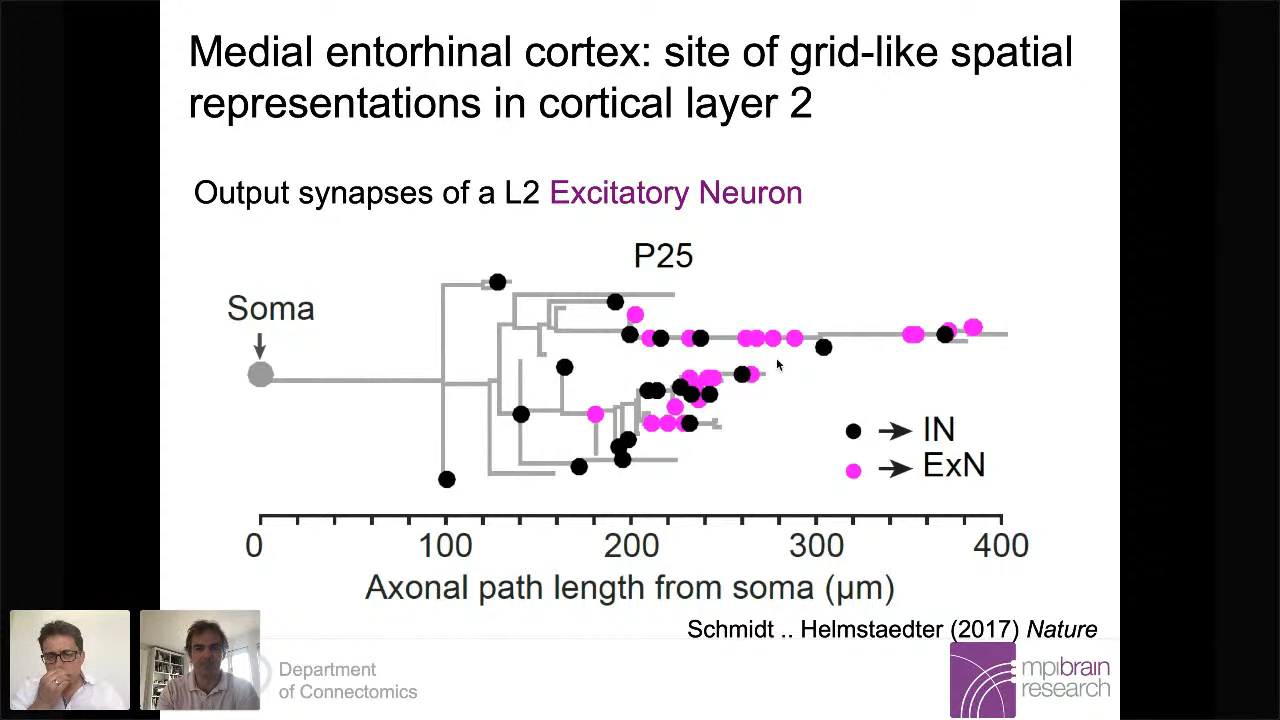 Medial entorhinal cortex: site of grid-like spatial
representations in cortical layer 2
Output synapses of a L2 Excitatory Neuron
P25
Soma
IN
ExN
0 100 200 300 400
Axonal path length from soma (µm)
Schmidt .. Helmstaedter (2017) Nature
Department
of Connectomics
mpibrain
research